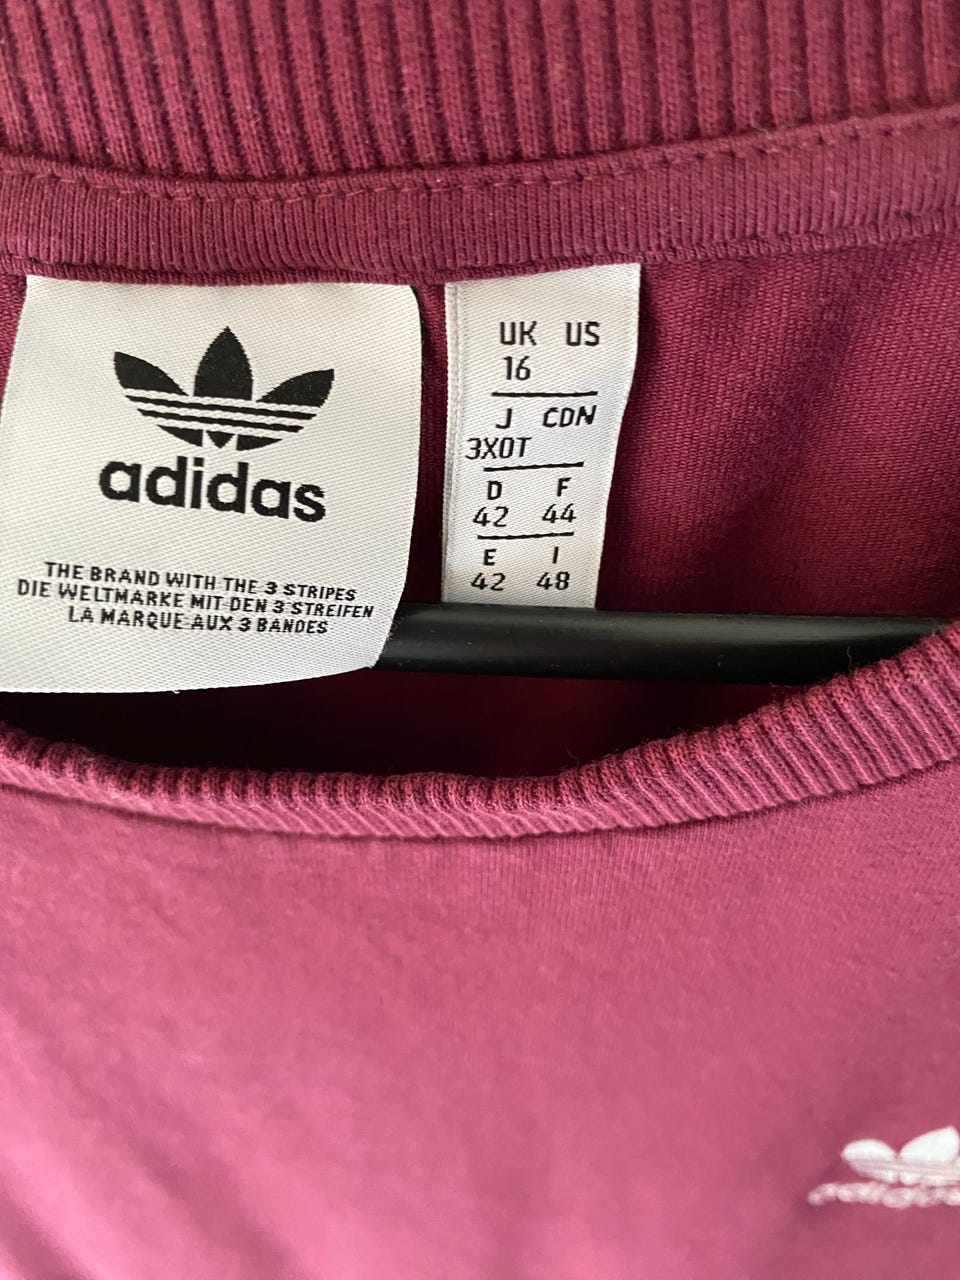 adidas
THE BRAND WITH THE 3 STRIPES
DIE WELTMARKE MIT DEN 3 STREIFEN
LA MARQUE AUX 3 BANDES
UK US
16
J CDN
3XOT
D F
42 44
E I
42 48
adidas